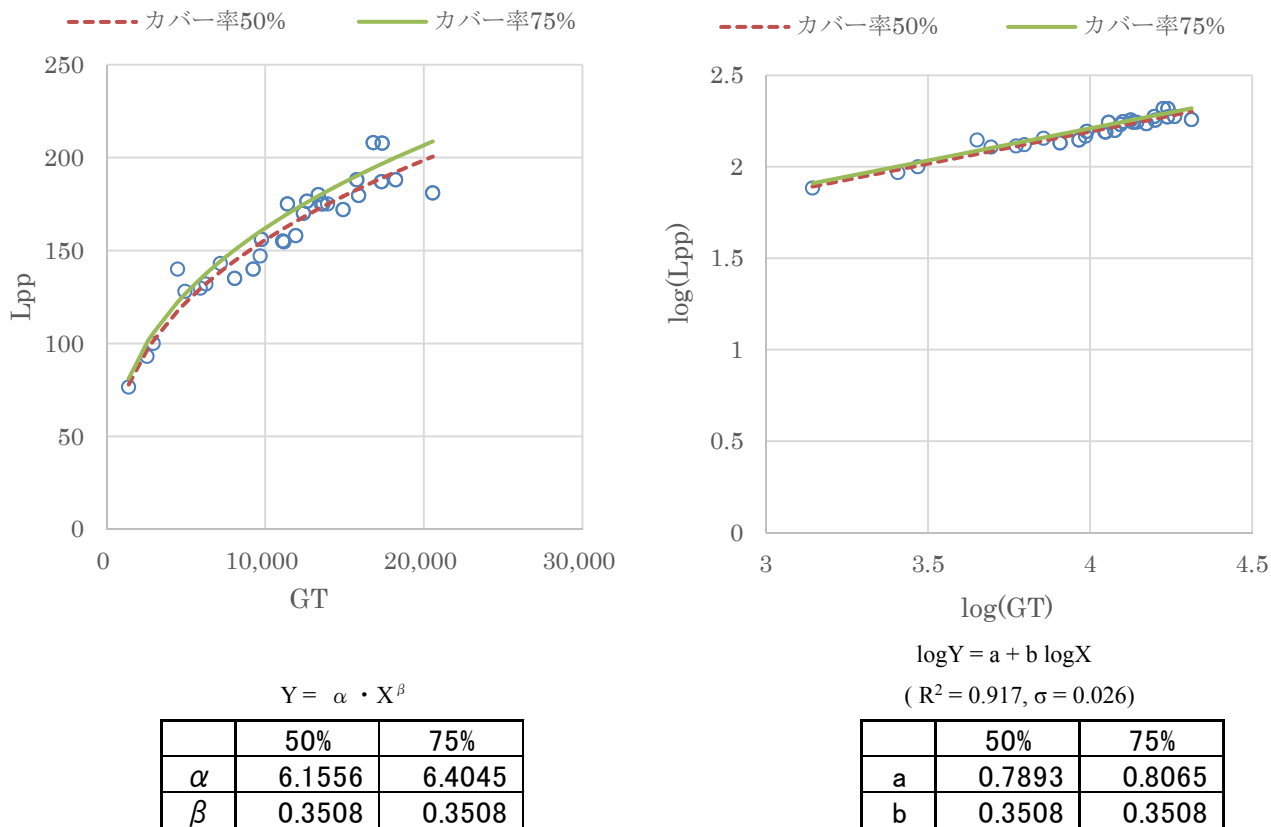 カバー率50% カバー率75%
250
200
150
100
50
0
Lpp
0 10,000 20,000 30,000
GT
Y = α ・ X^β
50% 75%
α 6.1556 6.4045
β 0.3508 0.3508
カバー率50% カバー率75%
2.5
2
1.5
1
0.5
0
log(Lpp)
3 3.5 4 4.5
log(GT)
logY = a + b logX
( R² = 0.917, σ = 0.026)
50% 75%
a 0.7893 0.8065
b 0.3508 0.3508